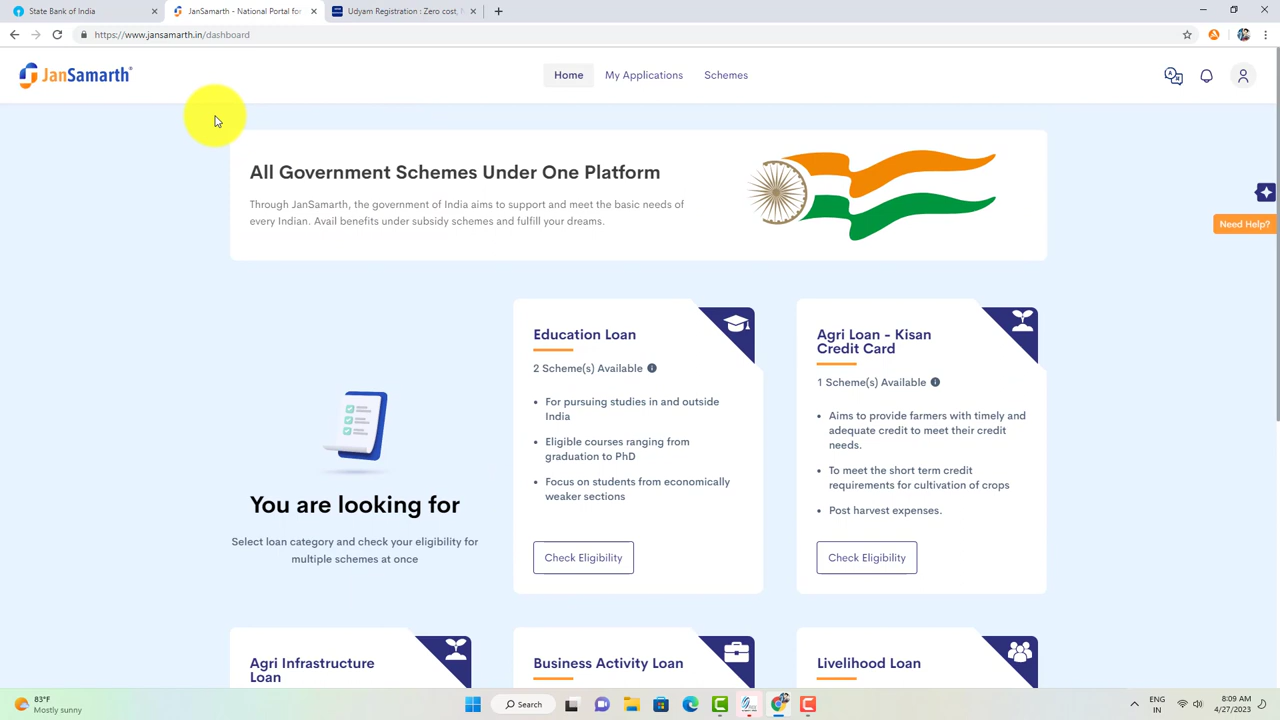 State Bank of India
JanSamarth - National Portal for
Udyam Registration : Zero cost, N
https://www.jansamarth.in/dashboard
JanSamarth®
Home
My Applications
Schemes
All Government Schemes Under One Platform
Through JanSamarth, the government of India aims to support and meet the basic needs of
every Indian. Avail benefits under subsidy schemes and fulfill your dreams.
Need Help?
You are looking for
Select loan category and check your eligibility for
multiple schemes at once
Education Loan
2 Scheme(s) Available
• For pursuing studies in and outside
India
• Eligible courses ranging from
graduation to PhD
• Focus on students from economically
weaker sections
Check Eligibility
Agri Loan - Kisan
Credit Card
1 Scheme(s) Available
• Aims to provide farmers with timely and
adequate credit to meet their credit
needs.
• To meet the short term credit
requirements for cultivation of crops
• Post harvest expenses.
Check Eligibility
Agri Infrastructure
Loan
Business Activity Loan
Livelihood Loan
83°F
Mostly sunny
Search
ENG
IN
8:09 AM
4/27/2023